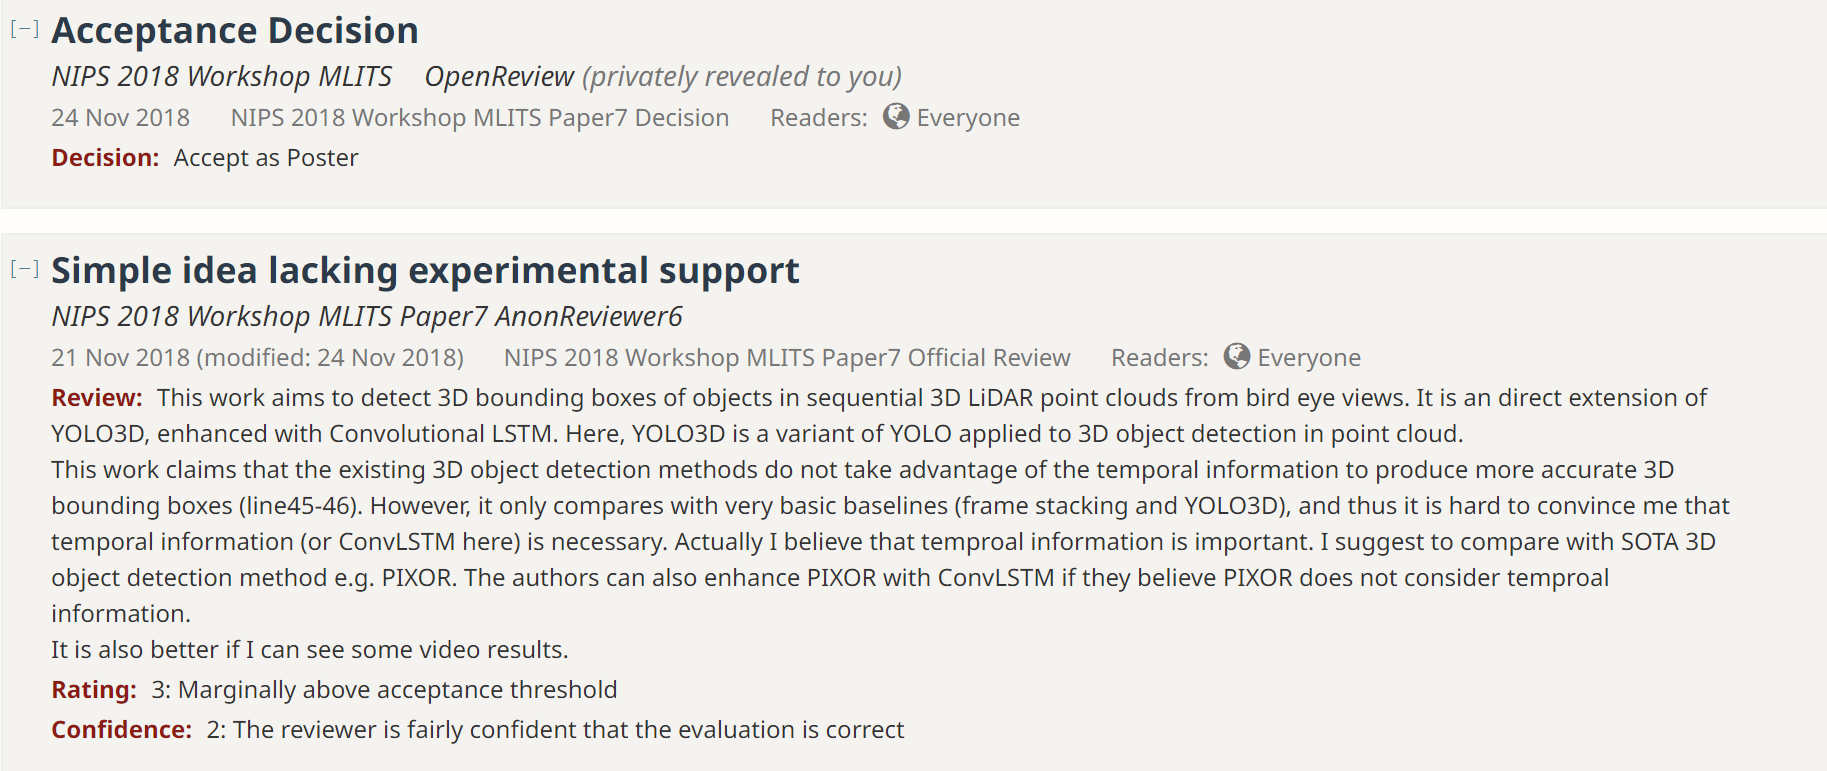 [–] Acceptance Decision
NIPS 2018 Workshop MLITS OpenReview (privately revealed to you)
24 Nov 2018 NIPS 2018 Workshop MLITS Paper7 Decision Readers: Everyone
Decision: Accept as Poster
[–] Simple idea lacking experimental support
NIPS 2018 Workshop MLITS Paper7 AnonReviewer6
21 Nov 2018 (modified: 24 Nov 2018) NIPS 2018 Workshop MLITS Paper7 Official Review Readers: Everyone
Review: This work aims to detect 3D bounding boxes of objects in sequential 3D LiDAR point clouds from bird eye views. It is an direct extension of
YOLO3D, enhanced with Convolutional LSTM. Here, YOLO3D is a variant of YOLO applied to 3D object detection in point cloud.
This work claims that the existing 3D object detection methods do not take advantage of the temporal information to produce more accurate 3D
bounding boxes (line45-46). However, it only compares with very basic baselines (frame stacking and YOLO3D), and thus it is hard to convince me that
temporal information (or ConvLSTM here) is necessary. Actually I believe that temproal information is important. I suggest to compare with SOTA 3D
object detection method e.g. PIXOR. The authors can also enhance PIXOR with ConvLSTM if they believe PIXOR does not consider temproal
information.
It is also better if I can see some video results.
Rating: 3: Marginally above acceptance threshold
Confidence: 2: The reviewer is fairly confident that the evaluation is correct